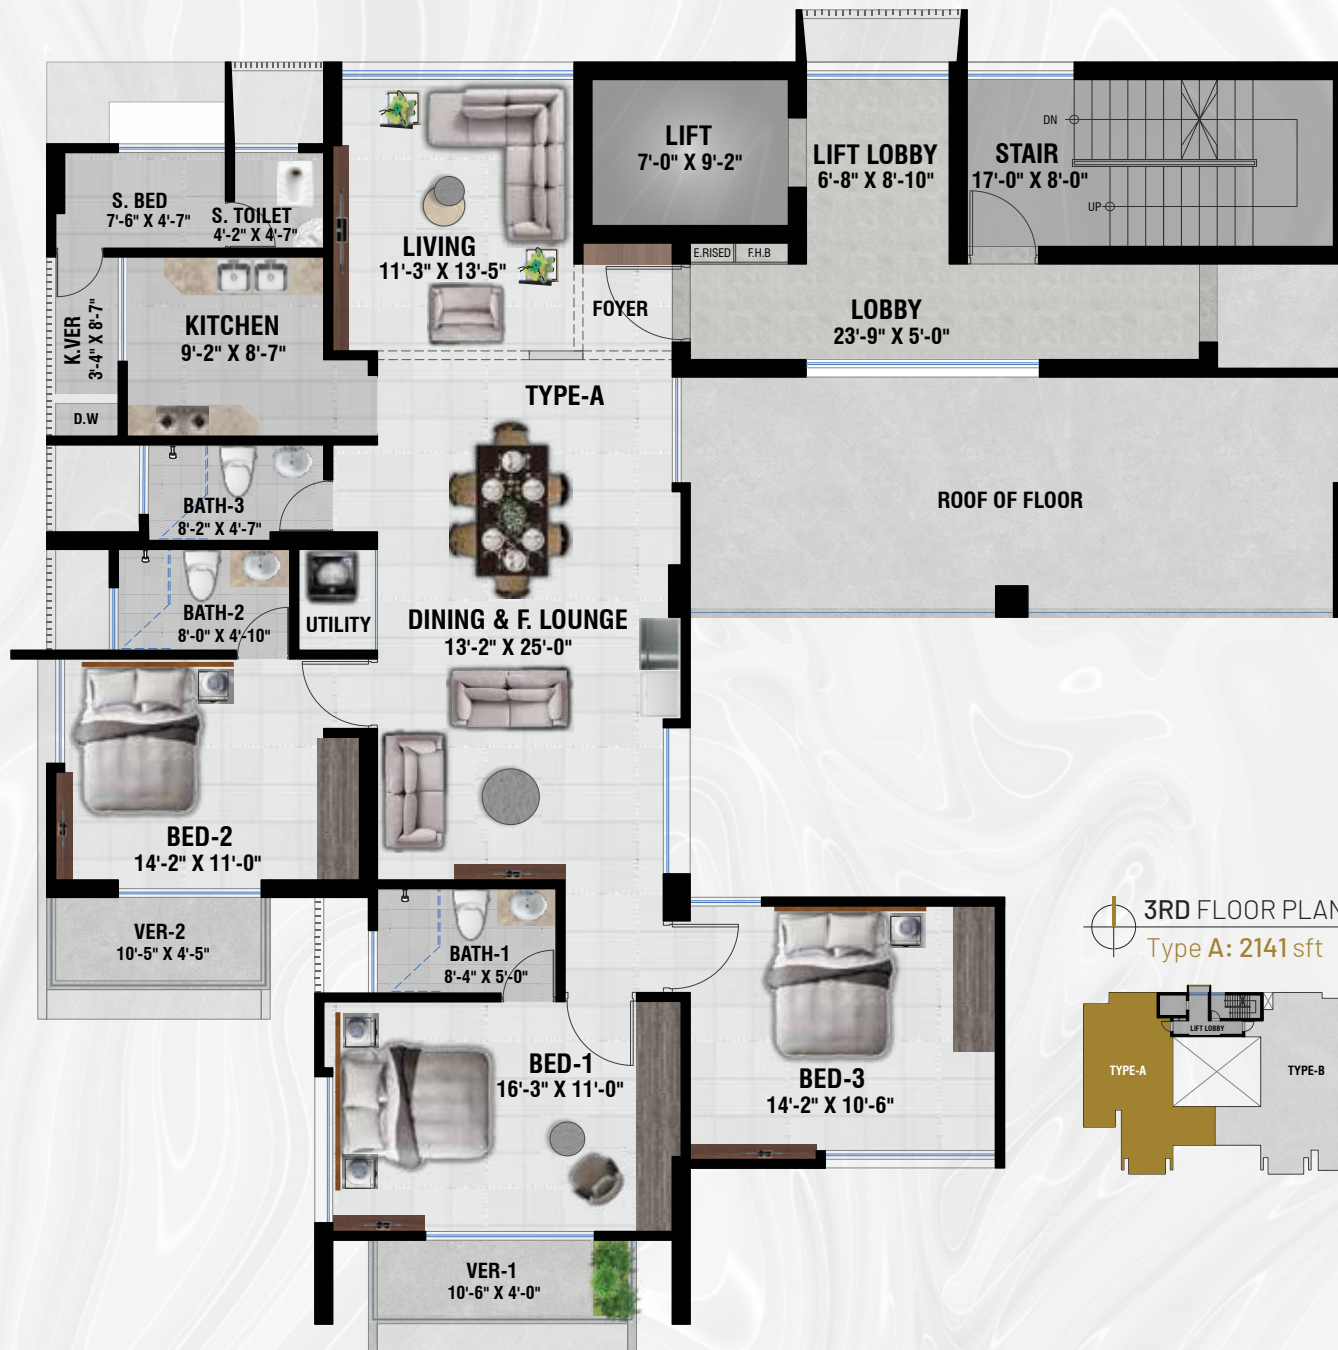 LIFT
7'-0" X 9'-2"
LIFT LOBBY
6'-8" X 8'-10"
STAIR
17'-0" X 8'-0"
DN
UP
S. BED
7'-6" X 4'-7"
S. TOILET
4'-2" X 4'-7"
LIVING
11'-3" X 13'-5"
E.RISED
F.H.B
FOYER
LOBBY
23'-9" X 5'-0"
K.VER
3'-4" X 8'-7"
KITCHEN
9'-2" X 8'-7"
D.W
TYPE-A
ROOF OF FLOOR
BATH-3
8'-2" X 4'-7"
BATH-2
8'-0" X 4'-10"
UTILITY
DINING & F. LOUNGE
13'-2" X 25'-0"
BED-2
14'-2" X 11'-0"
VER-2
10'-5" X 4'-5"
BATH-1
8'-4" X 5'-0"
BED-1
16'-3" X 11'-0"
BED-3
14'-2" X 10'-6"
VER-1
10'-6" X 4'-0"
3RD FLOOR PLAN
Type A: 2141 sft
LIFT LOBBY
TYPE-A
TYPE-B